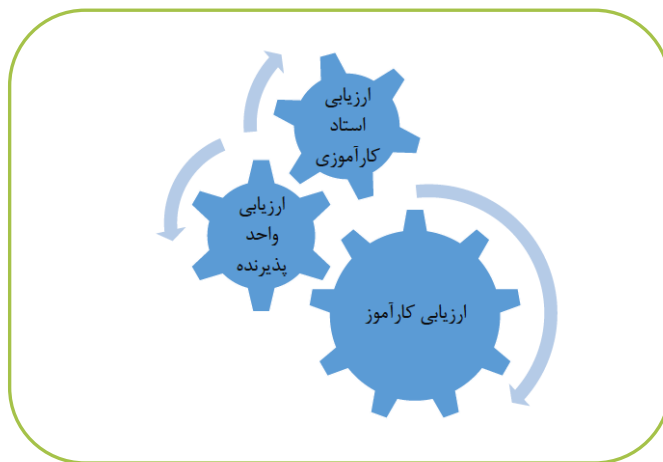 ارزیابی
استاد
کارآموزی
ارزیابی
واحد
پذیرنده
ارزیابی کارآموز